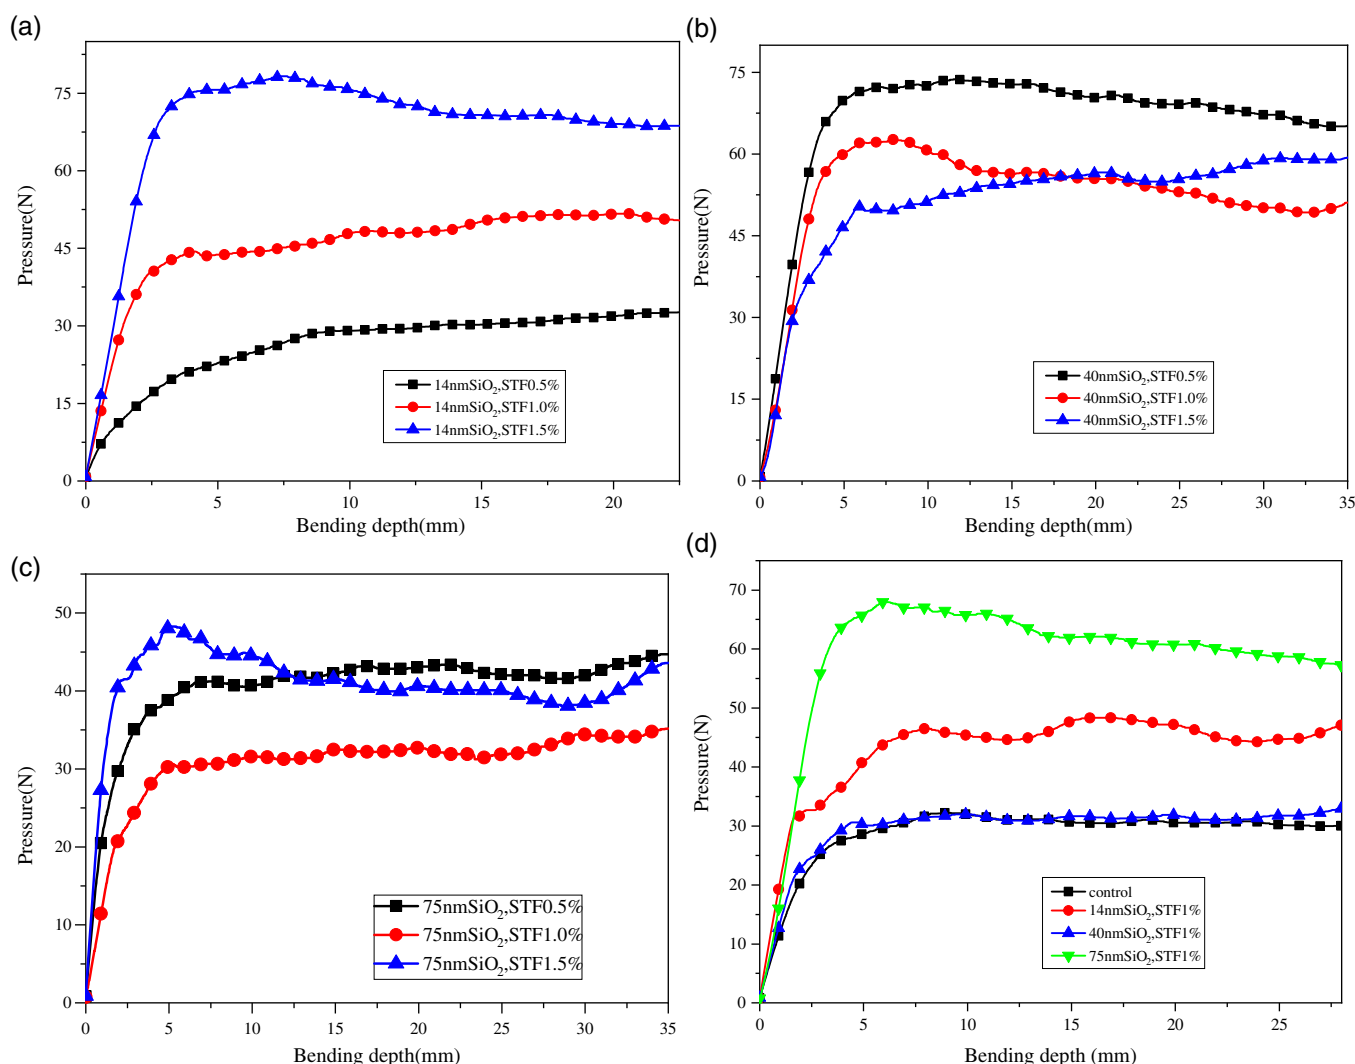 (a)
75
60
45
30
15
0
Pressure(N)
14nmSiO2,STF0.5%
14nmSiO2,STF1.0%
14nmSiO2,STF1.5%
0 5 10 15 20
Bending depth(mm)
(b)
75
60
45
30
15
0
Pressure(N)
40nmSiO2,STF0.5%
40nmSiO2,STF1.0%
40nmSiO2,STF1.5%
0 5 10 15 20 25 30 35
Bending depth(mm)
(c)
50
40
30
20
10
0
Pressure(N)
75nmSiO2,STF0.5%
75nmSiO2,STF1.0%
75nmSiO2,STF1.5%
0 5 10 15 20 25 30 35
Bending depth(mm)
(d)
70
60
50
40
30
20
10
0
Pressure(N)
control
14nmSiO2,STF1%
40nmSiO2,STF1%
75nmSiO2,STF1%
0 5 10 15 20 25
Bending depth (mm)